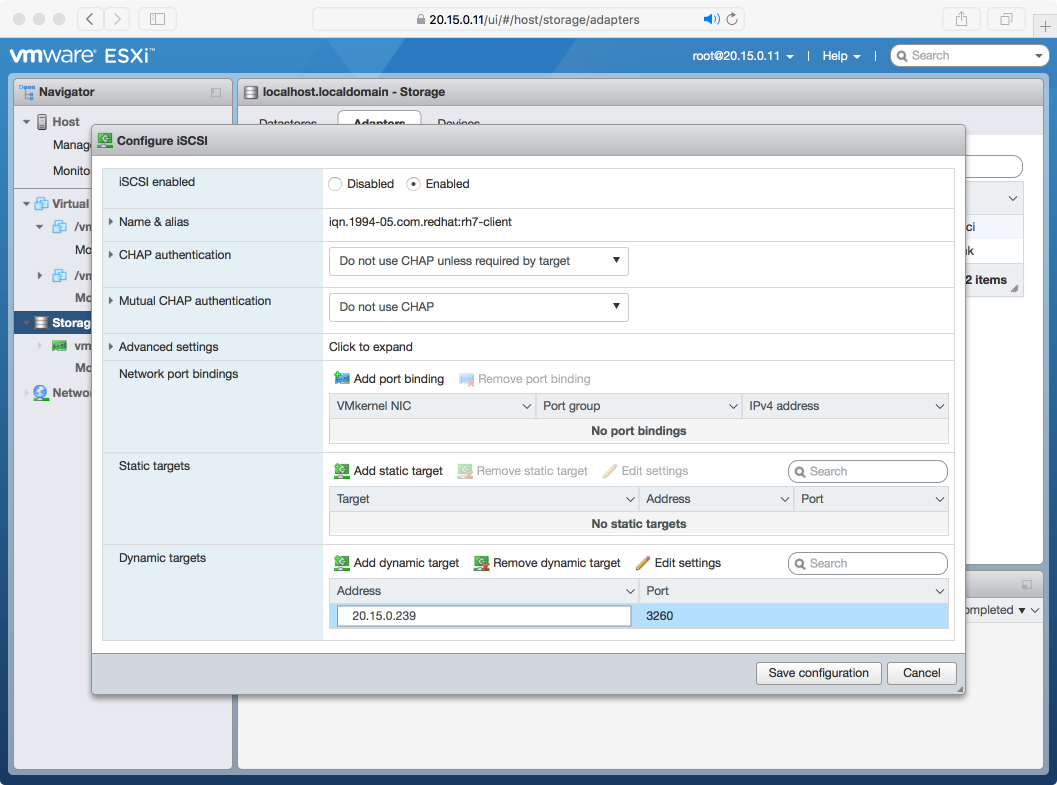 20.15.0.11/ui/#/host/storage/adapters
vmware ESXi™
root@20.15.0.11
Help
Search
Navigator
localhost.localdomain - Storage
Host
Datastores
Adapters
Devices
Configure iSCSI
iSCSI enabled
Disabled
Enabled
Name & alias
iqn.1994-05.com.redhat:rh7-client
CHAP authentication
Do not use CHAP unless required by target
Mutual CHAP authentication
Do not use CHAP
Advanced settings
Click to expand
Network port bindings
Add port binding
Remove port binding
VMkernel NIC
Port group
IPv4 address
No port bindings
Static targets
Add static target
Remove static target
Edit settings
Search
Target
Address
Port
No static targets
Dynamic targets
Add dynamic target
Remove dynamic target
Edit settings
Search
Address
Port
20.15.0.239
3260
Save configuration
Cancel
Manag
Monito
Virtual
/vn
Mo
/vn
Mo
Storag
vm
Mo
Netwo
ci
k
2 items
ompleted